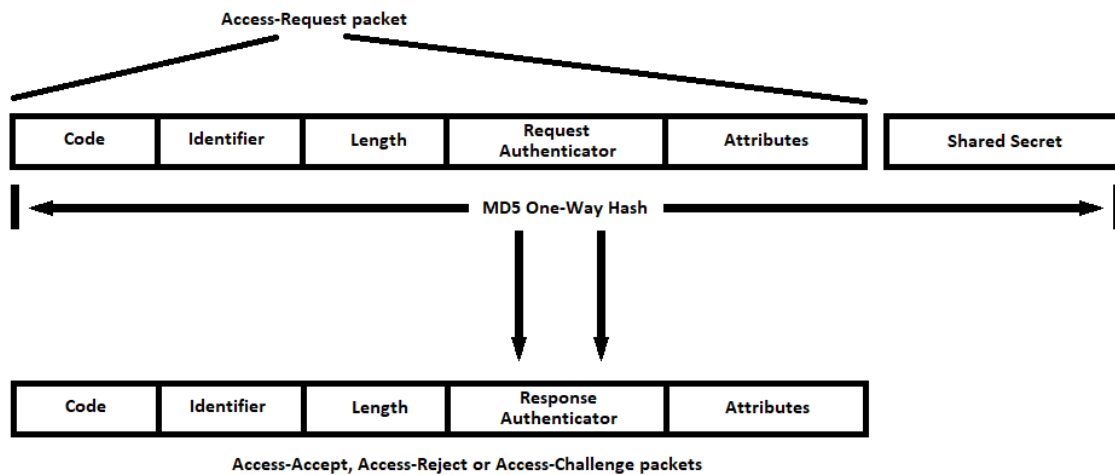 Access-Request packet
Code Identifier Length Request Authenticator Attributes Shared Secret
MD5 One-Way Hash
Code Identifier Length Response Authenticator Attributes
Access-Accept, Access-Reject or Access-Challenge packets